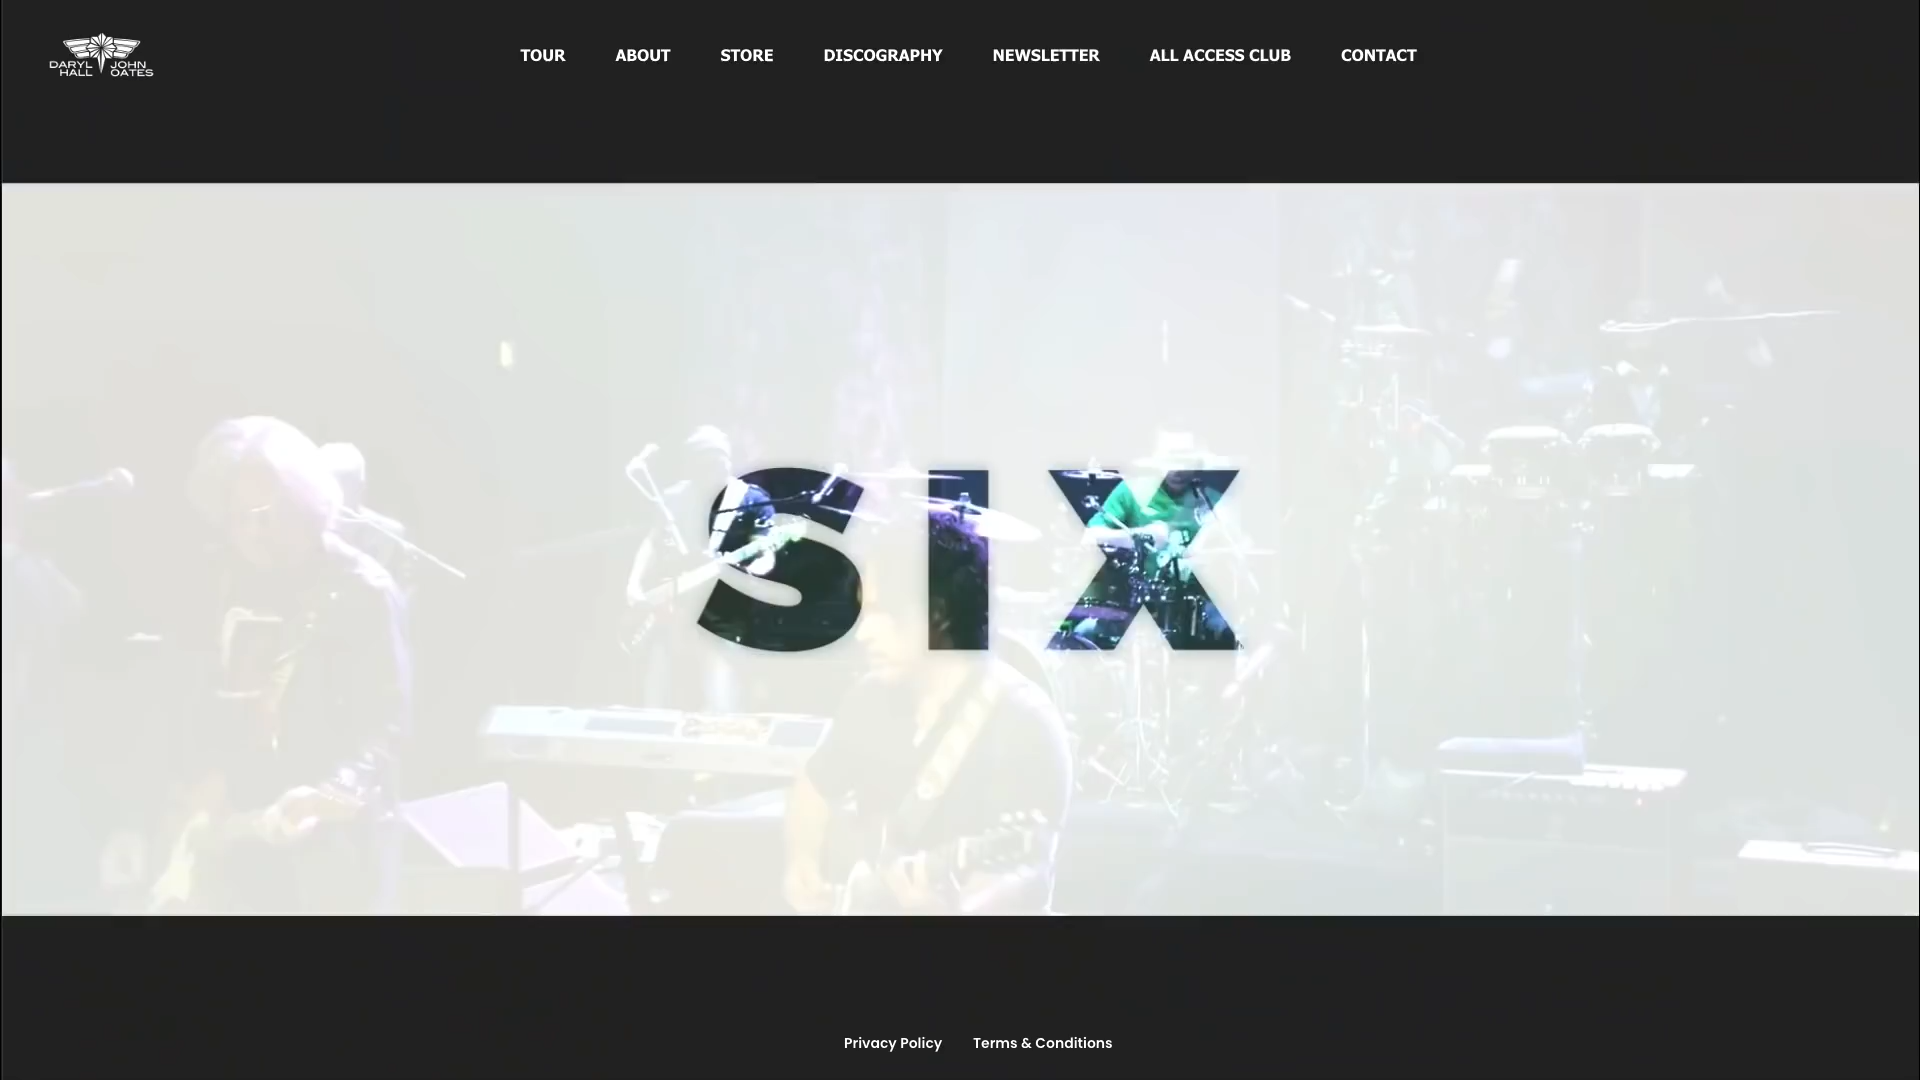 DARYL HALL JOHN OATES
TOUR ABOUT STORE DISCOGRAPHY NEWSLETTER ALL ACCESS CLUB CONTACT
SIX
Privacy Policy Terms & Conditions